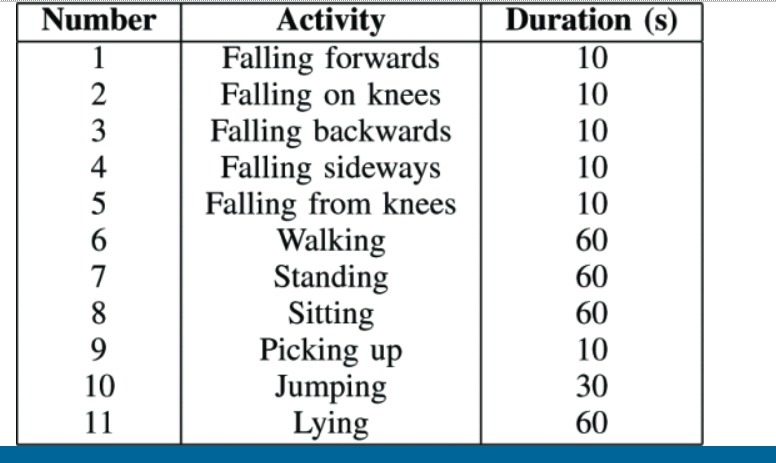 Number Activity Duration (s)
1 Falling forwards 10
2 Falling on knees 10
3 Falling backwards 10
4 Falling sideways 10
5 Falling from knees 10
6 Walking 60
7 Standing 60
8 Sitting 60
9 Picking up 10
10 Jumping 30
11 Lying 60